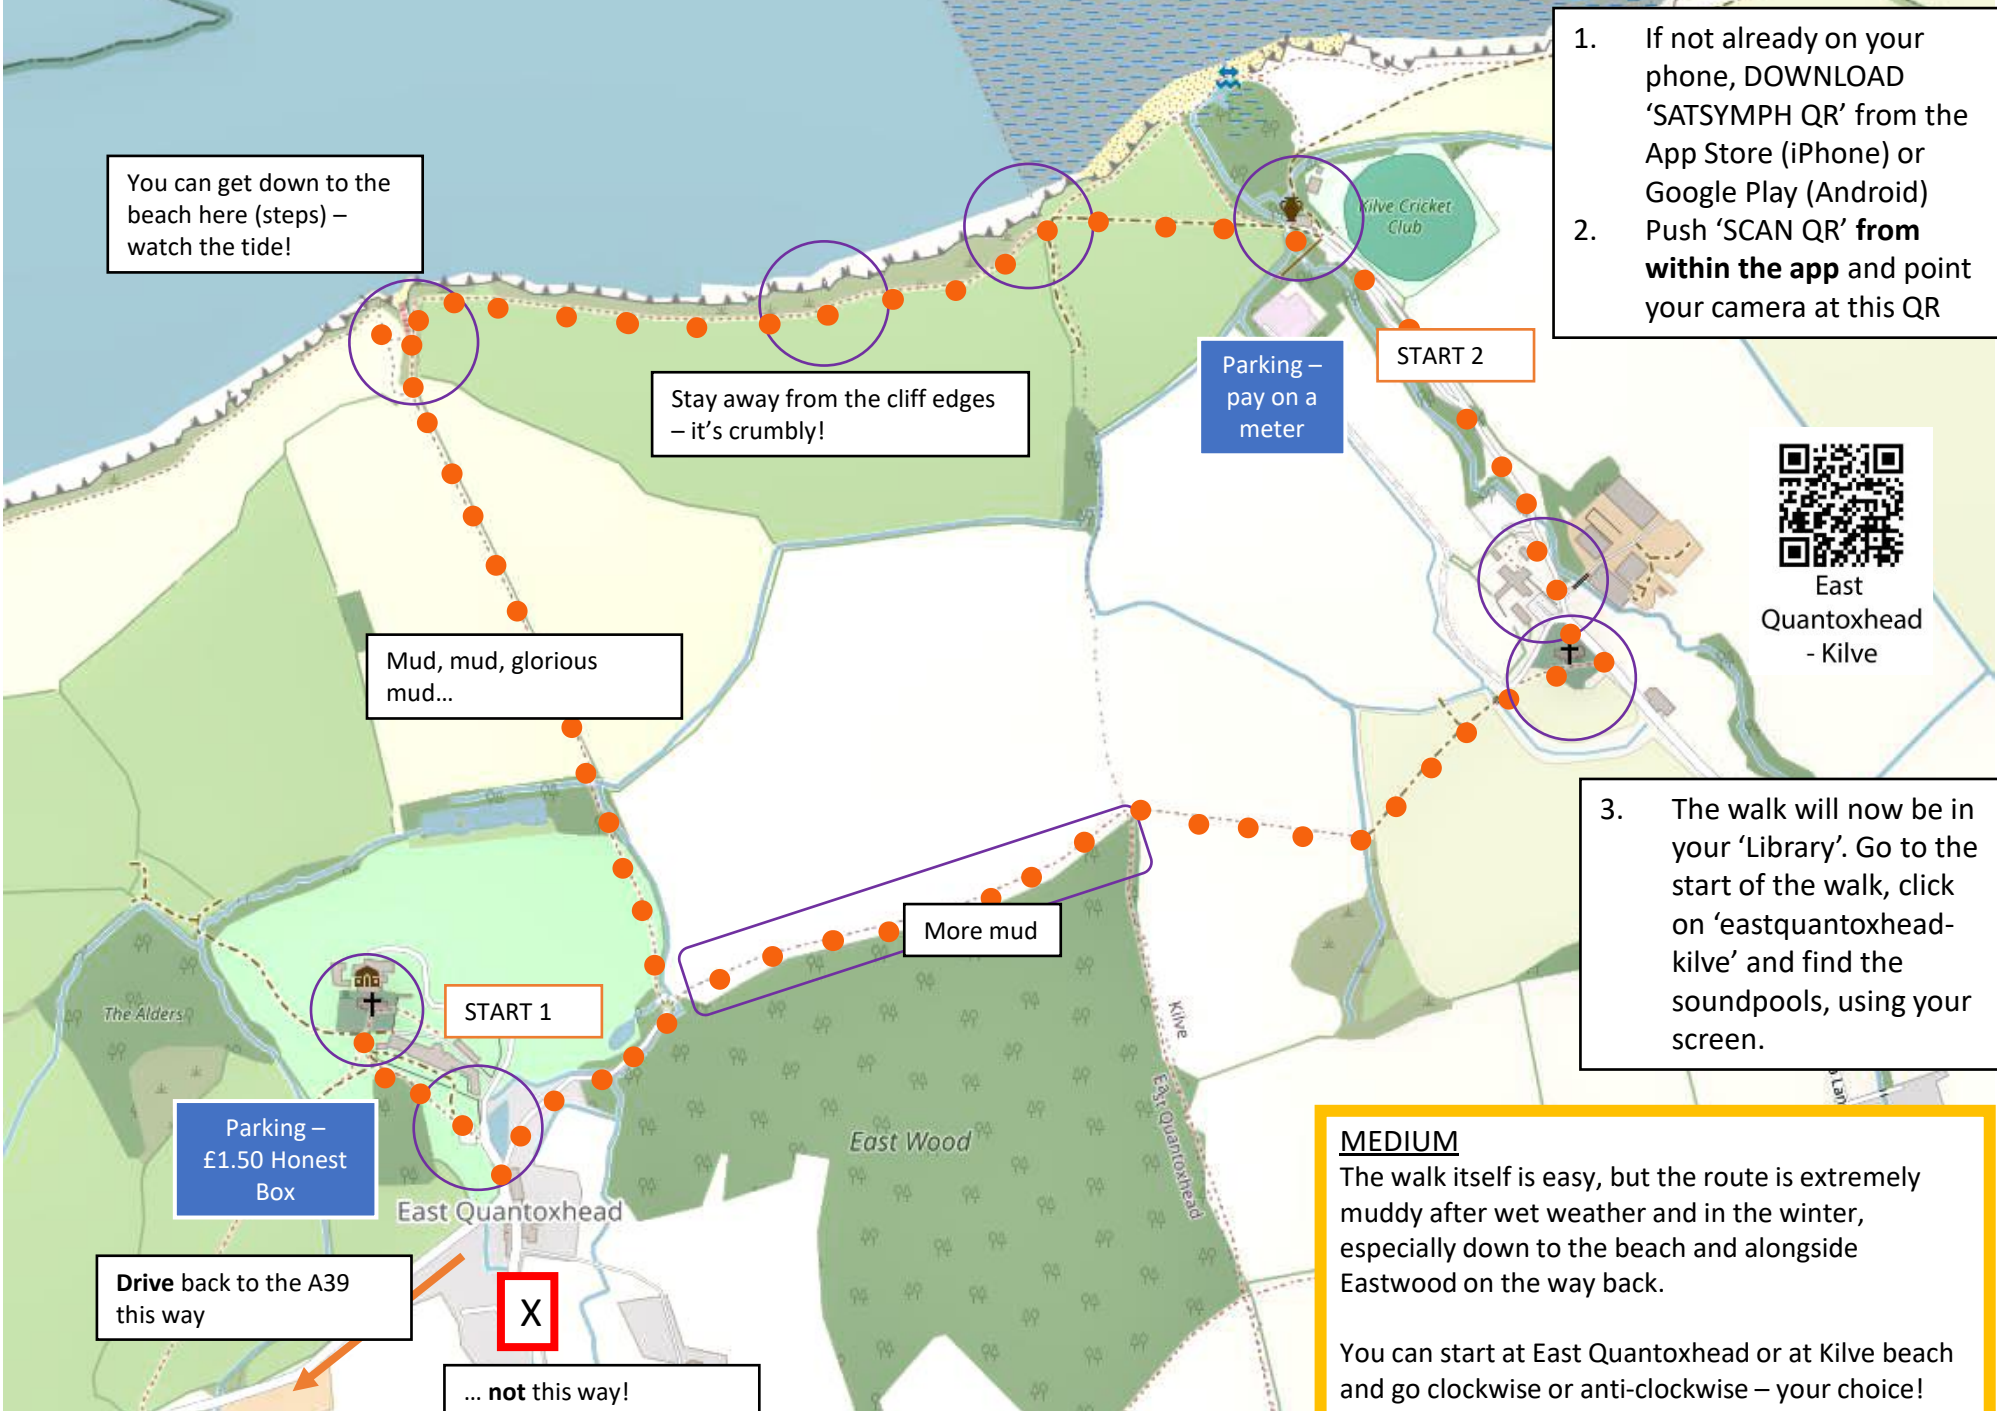 1. If not already on your
phone, DOWNLOAD
‘SATSYMPH QR’ from the
App Store (iPhone) or
Google Play (Android)
2. Push ‘SCAN QR’ from
within the app and point
your camera at this QR
You can get down to the
beach here (steps) –
watch the tide!
Kilve Cricket
Club
START 2
Parking –
pay on a
meter
Stay away from the cliff edges
– it’s crumbly!
East
Quantoxhead
- Kilve
Mud, mud, glorious
mud…
3. The walk will now be in
your ‘Library’. Go to the
start of the walk, click
on ‘eastquantoxhead-
kilve’ and find the
soundpools, using your
screen.
More mud
The Alders
START 1
Kilve
East Quantoxhead
Parking –
£1.50 Honest
Box
East Wood
East Quantoxhead
Drive back to the A39
this way
X
… not this way!
MEDIUM
The walk itself is easy, but the route is extremely
muddy after wet weather and in the winter,
especially down to the beach and alongside
Eastwood on the way back.
You can start at East Quantoxhead or at Kilve beach
and go clockwise or anti-clockwise – your choice!